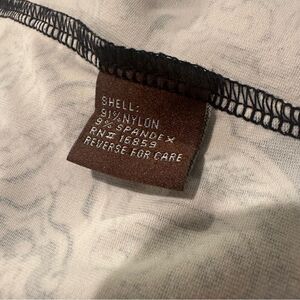 SHELL:
91% NYLON
9% SPANDEX
RN# 16859
REVERSE FOR CARE